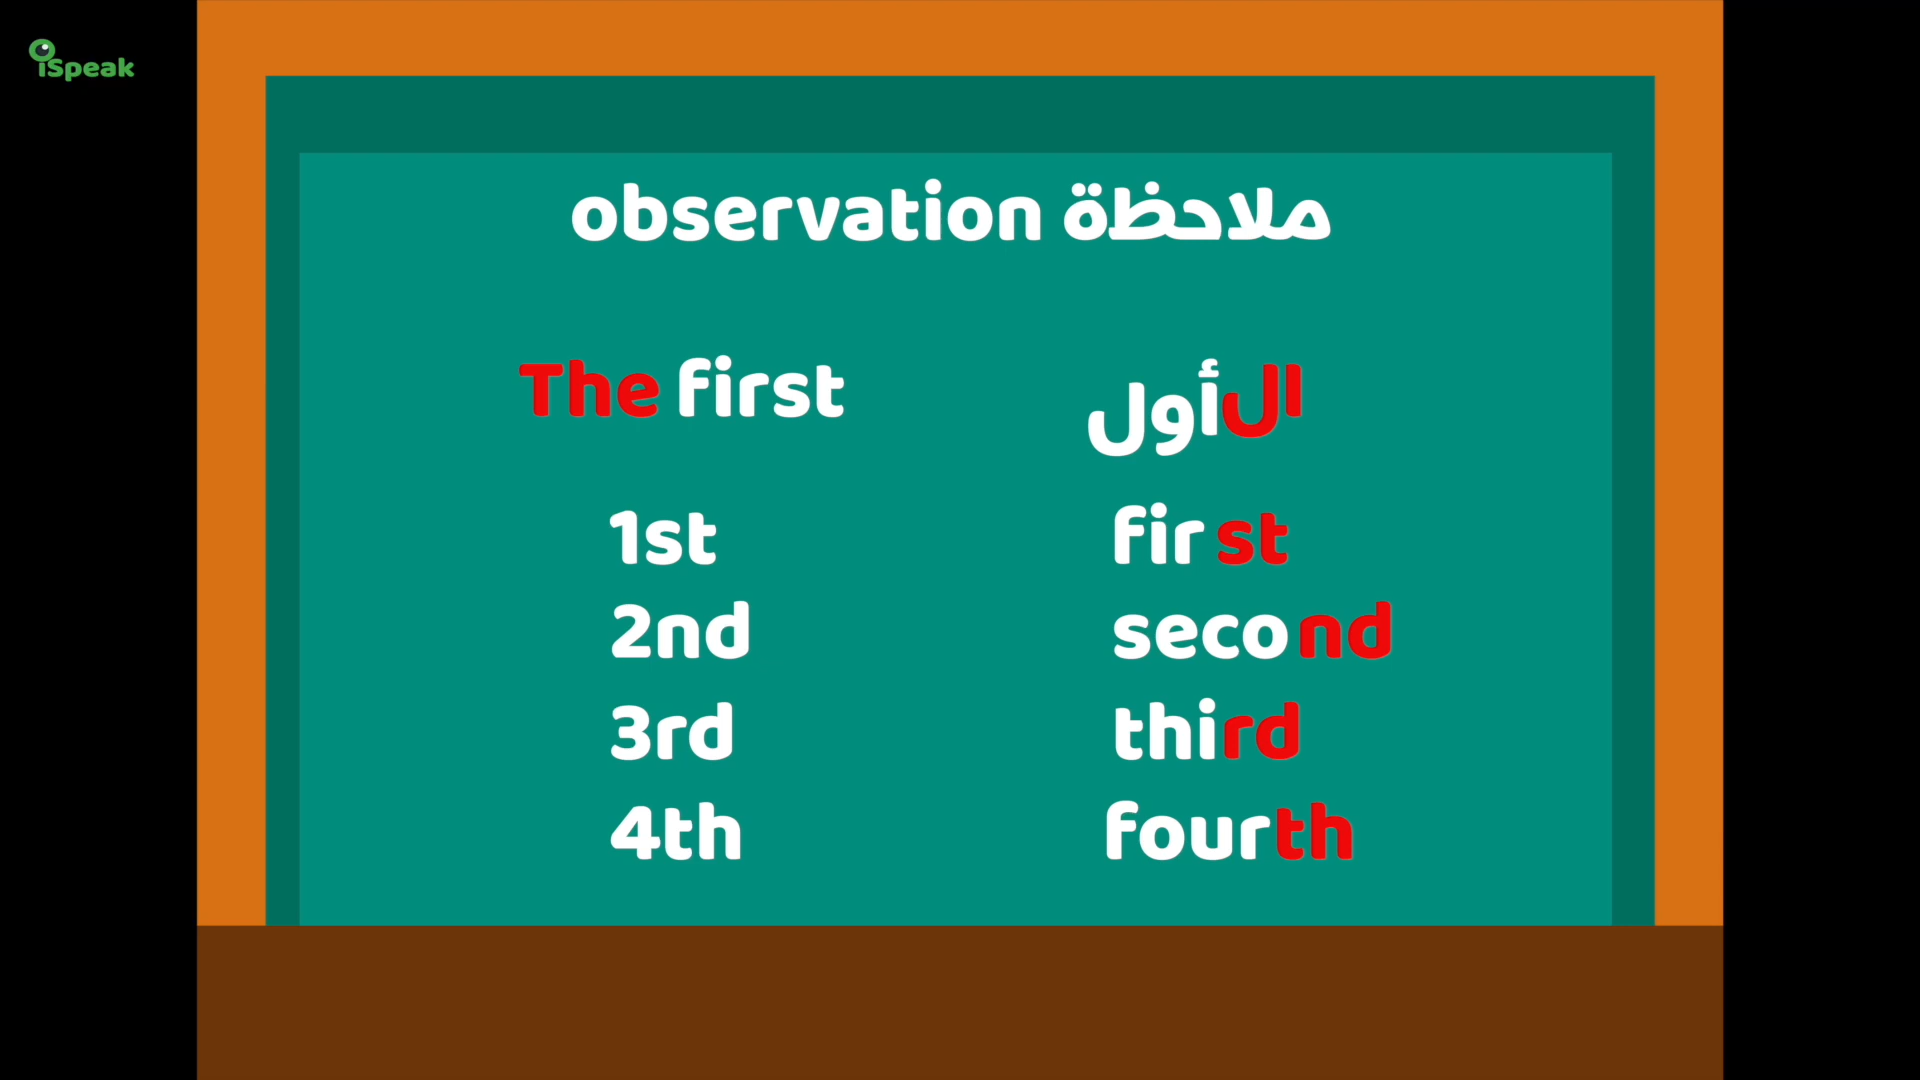 iSpeak
observation ملاحظة
The first الأول
1st first
2nd second
3rd third
4th fourth